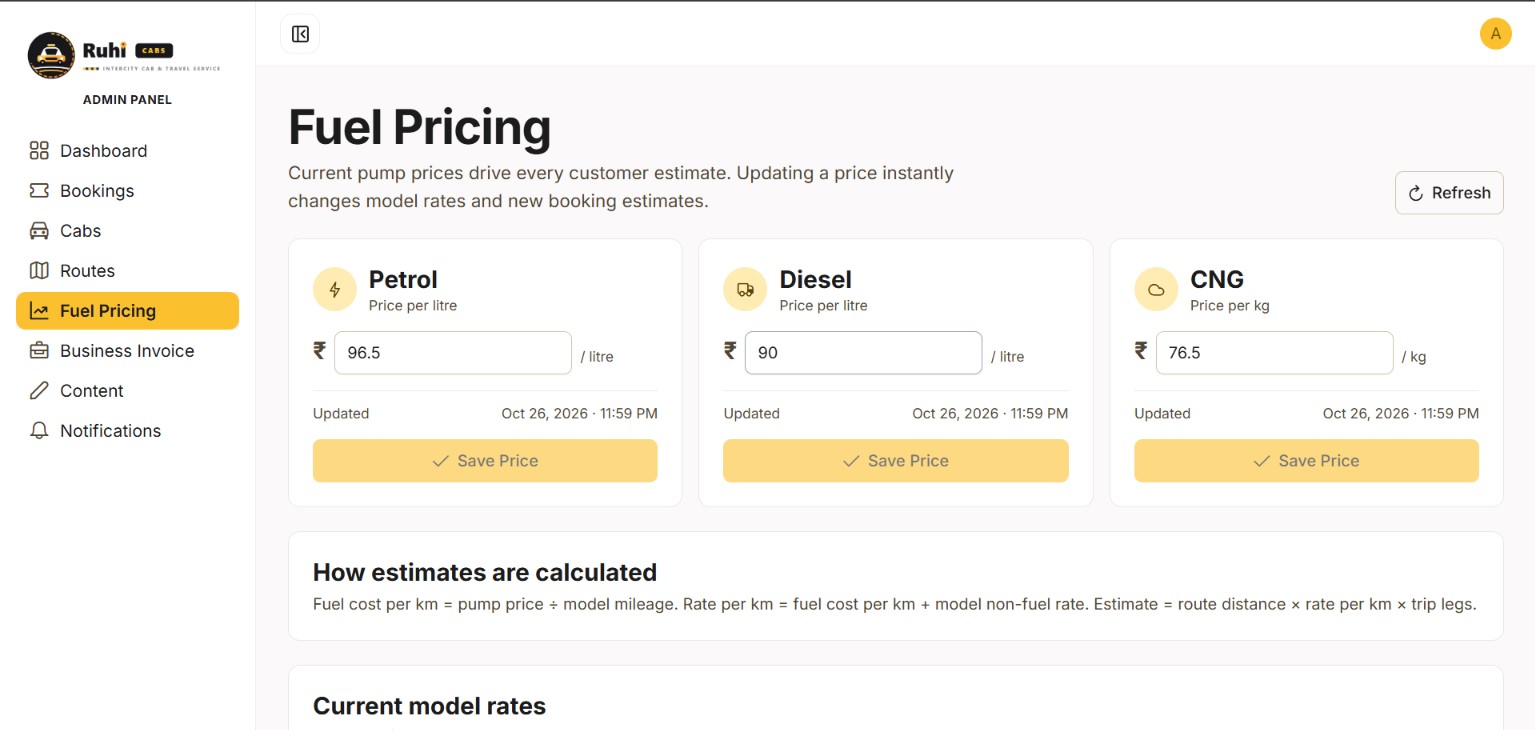 Ruhi CABS
INTERCITY CAB & TRAVEL SERVICE
ADMIN PANEL
Dashboard
Bookings
Cabs
Routes
Fuel Pricing
Business Invoice
Content
Notifications
A
Fuel Pricing
Current pump prices drive every customer estimate. Updating a price instantly
changes model rates and new booking estimates.
Refresh
Petrol
Price per litre
₹ 96.5 / litre
Updated Oct 26, 2026 · 11:59 PM
Save Price
Diesel
Price per litre
₹ 90 / litre
Updated Oct 26, 2026 · 11:59 PM
Save Price
CNG
Price per kg
₹ 76.5 / kg
Updated Oct 26, 2026 · 11:59 PM
Save Price
How estimates are calculated
Fuel cost per km = pump price ÷ model mileage. Rate per km = fuel cost per km + model non-fuel rate. Estimate = route distance × rate per km × trip legs.
Current model rates